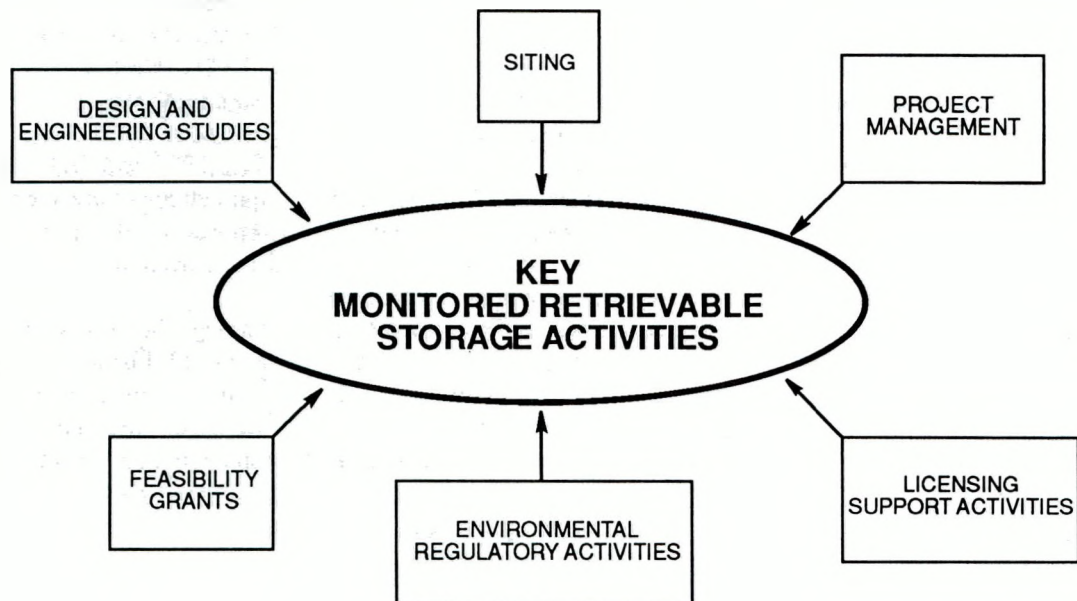 SITING
DESIGN AND
ENGINEERING STUDIES
PROJECT
MANAGEMENT
KEY
MONITORED RETRIEVABLE
STORAGE ACTIVITIES
FEASIBILITY
GRANTS
ENVIRONMENTAL
REGULATORY ACTIVITIES
LICENSING
SUPPORT ACTIVITIES